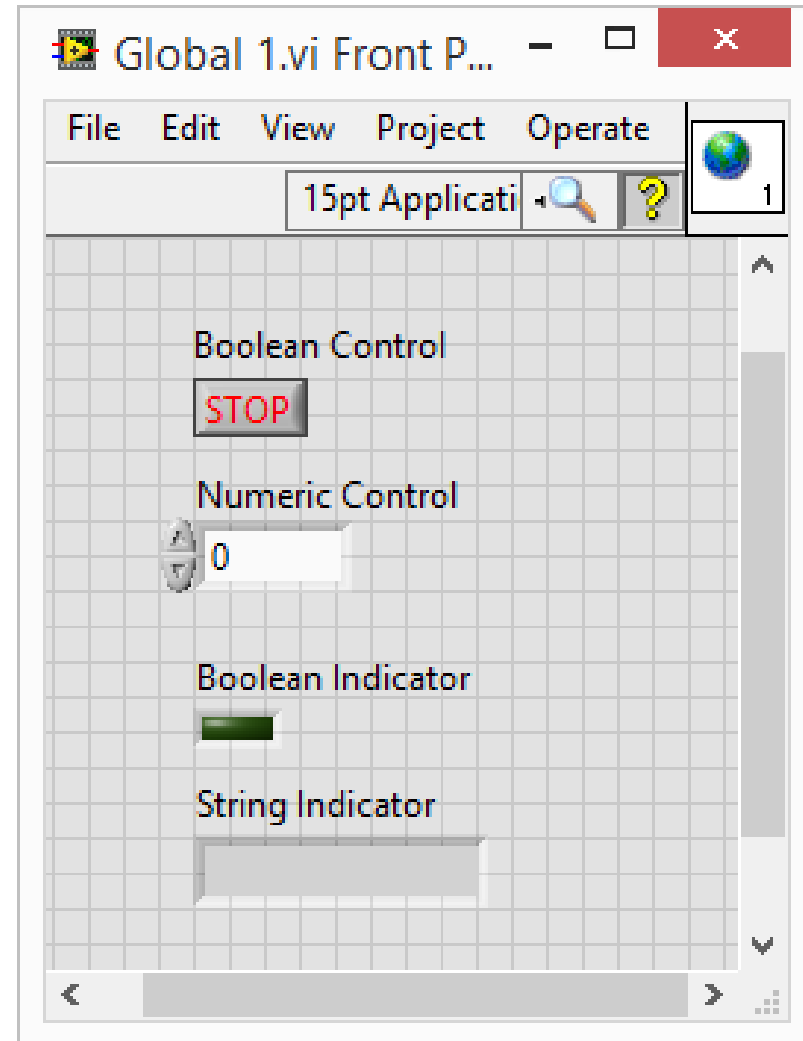 Global 1.vi Front P...
File Edit View Project Operate
15pt Applicati
?
1
Boolean Control
STOP
Numeric Control
0
Boolean Indicator
String Indicator